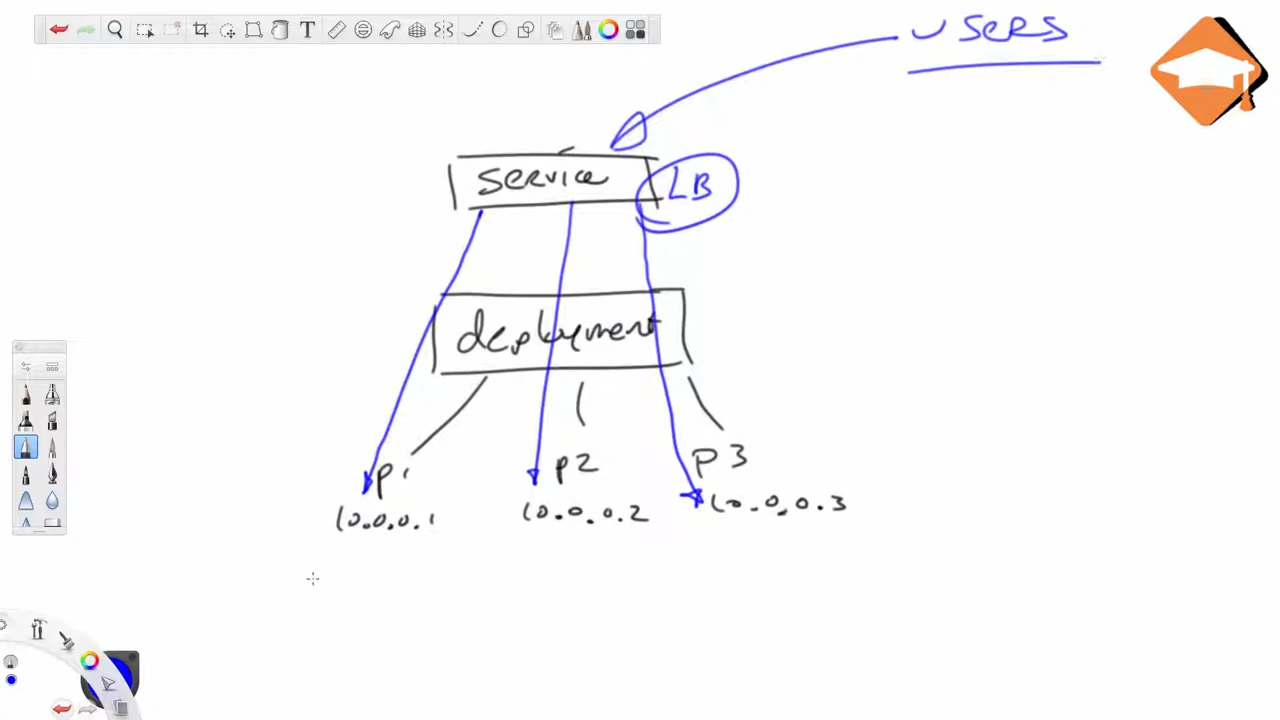 users
service LB
deployment
p1 p2 p3
10.0.0.1 10.0.0.2 10.0.0.3
T